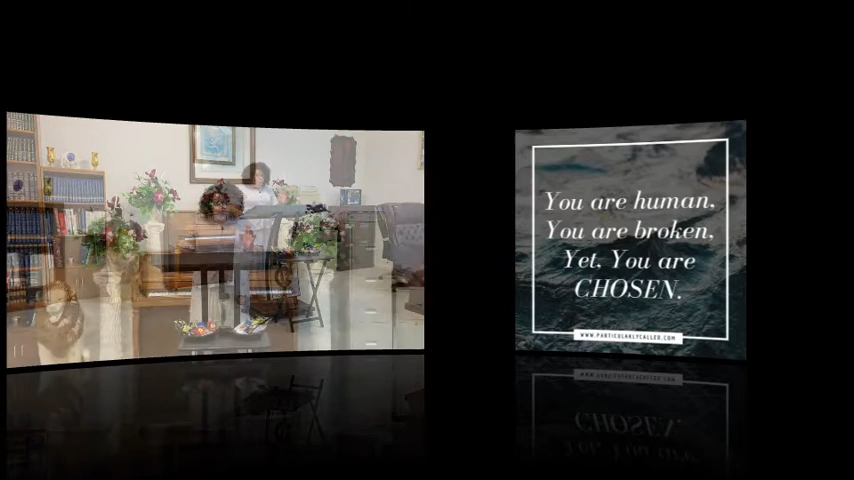 You are human,
You are broken,
Yet, You are
CHOSEN.
WWW.PARTICULARLYCALLED.COM